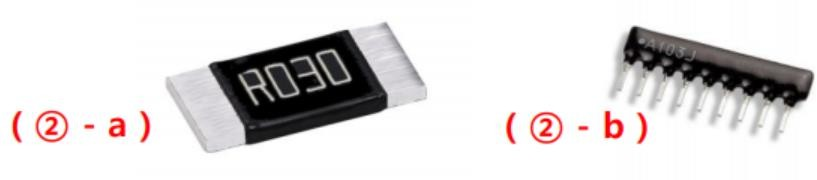 ( ② - a )
R030
( ② - b )
A103J